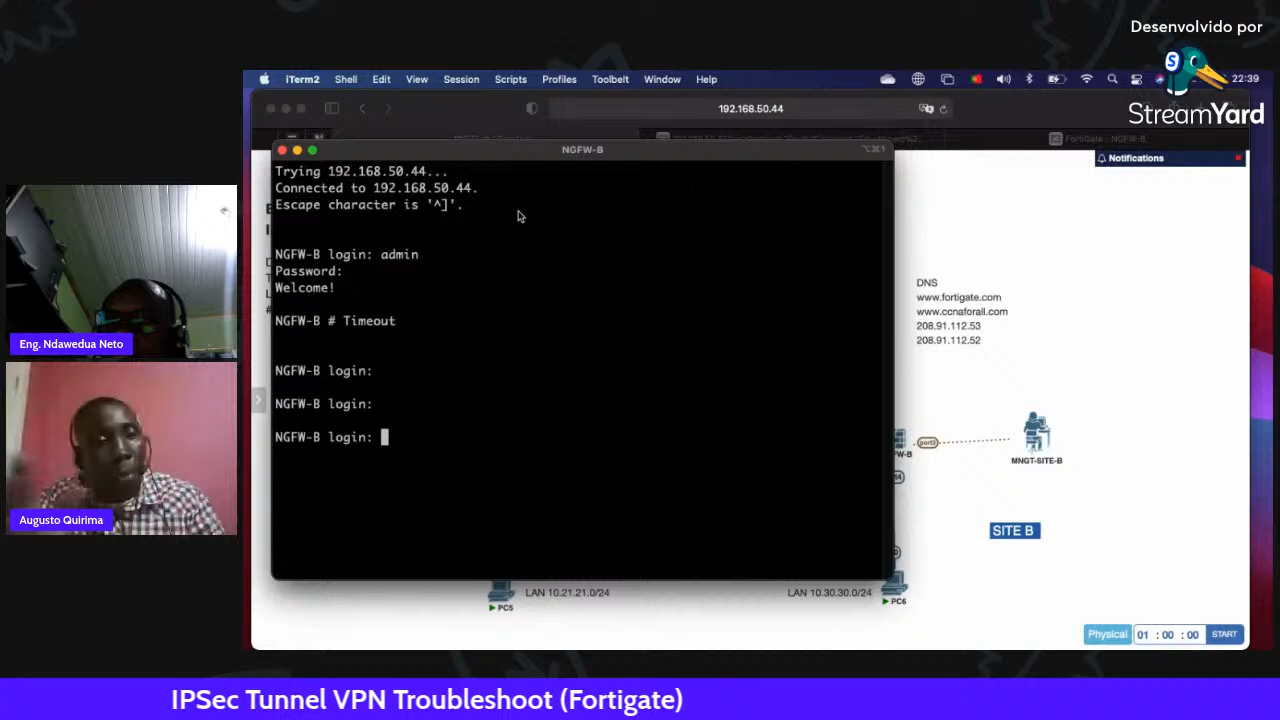 Desenvolvido por
S
StreamYard
iTerm2 Shell Edit View Session Scripts Profiles Toolbelt Window Help
22:39
192.168.50.44
FortiGate - NGFW-B
NGFW-B
⌥⌘1
Notifications
Trying 192.168.50.44...
Connected to 192.168.50.44.
Escape character is '^]'.
NGFW-B login: admin
Password:
Welcome!
NGFW-B # Timeout
NGFW-B login:
NGFW-B login:
NGFW-B login:
DNS
www.fortigate.com
www.ccnaforall.com
208.91.112.53
208.91.112.52
port3
MNGT-SITE-B
SITE B
LAN 10.21.21.0/24
LAN 10.30.30.0/24
PC5
PC6
Physical 01 : 00 : 00 START
Eng. Ndawedua Neto
Augusto Quirima
IPSec Tunnel VPN Troubleshoot (Fortigate)